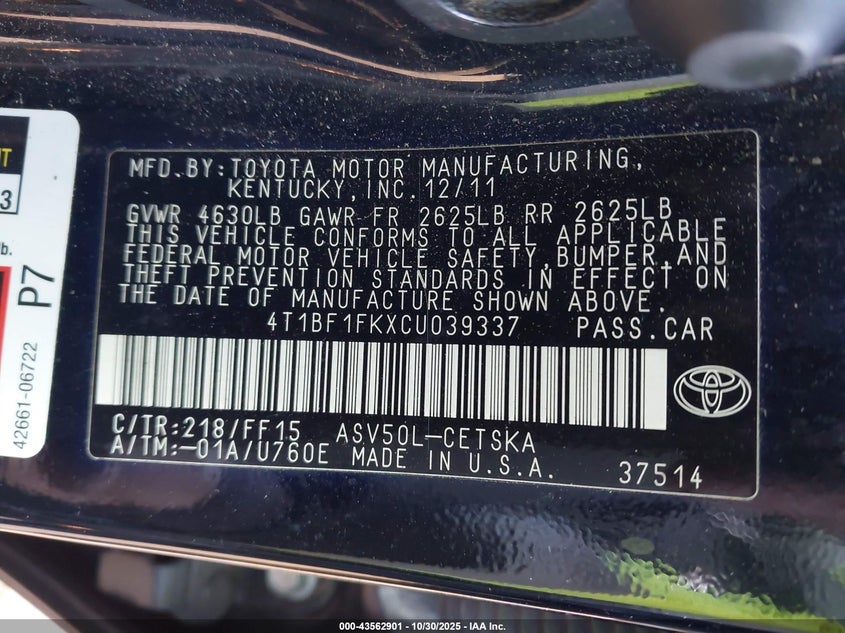 MFD.BY:TOYOTA MOTOR MANUFACTURING,
KENTUCKY, INC. 12/11
GVWR 4630LB GAWR FR 2625LB RR 2625LB
THIS VEHICLE CONFORMS TO ALL APPLICABLE
FEDERAL MOTOR VEHICLE SAFETY, BUMPER, AND
THEFT PREVENTION STANDARDS IN EFFECT ON
THE DATE OF MANUFACTURE SHOWN ABOVE.
4T1BF1FKXCU039337 PASS.CAR
C/TR:218/FF15 ASV50L-CETSKA
A/TM:-01A/U760E MADE IN U.S.A. 37514
P7
42661-06722
000-43562901 - 10/30/2025 - IAA Inc.